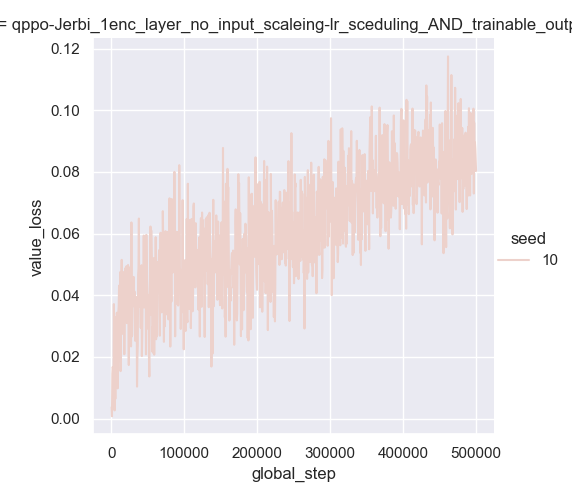 = qppo-Jerbi_1enc_layer_no_input_scaleing-lr_sceduling_AND_trainable_outp
0.12
0.10
0.08
0.06
0.04
0.02
0.00
value_loss
0 100000 200000 300000 400000 500000
global_step
seed
10